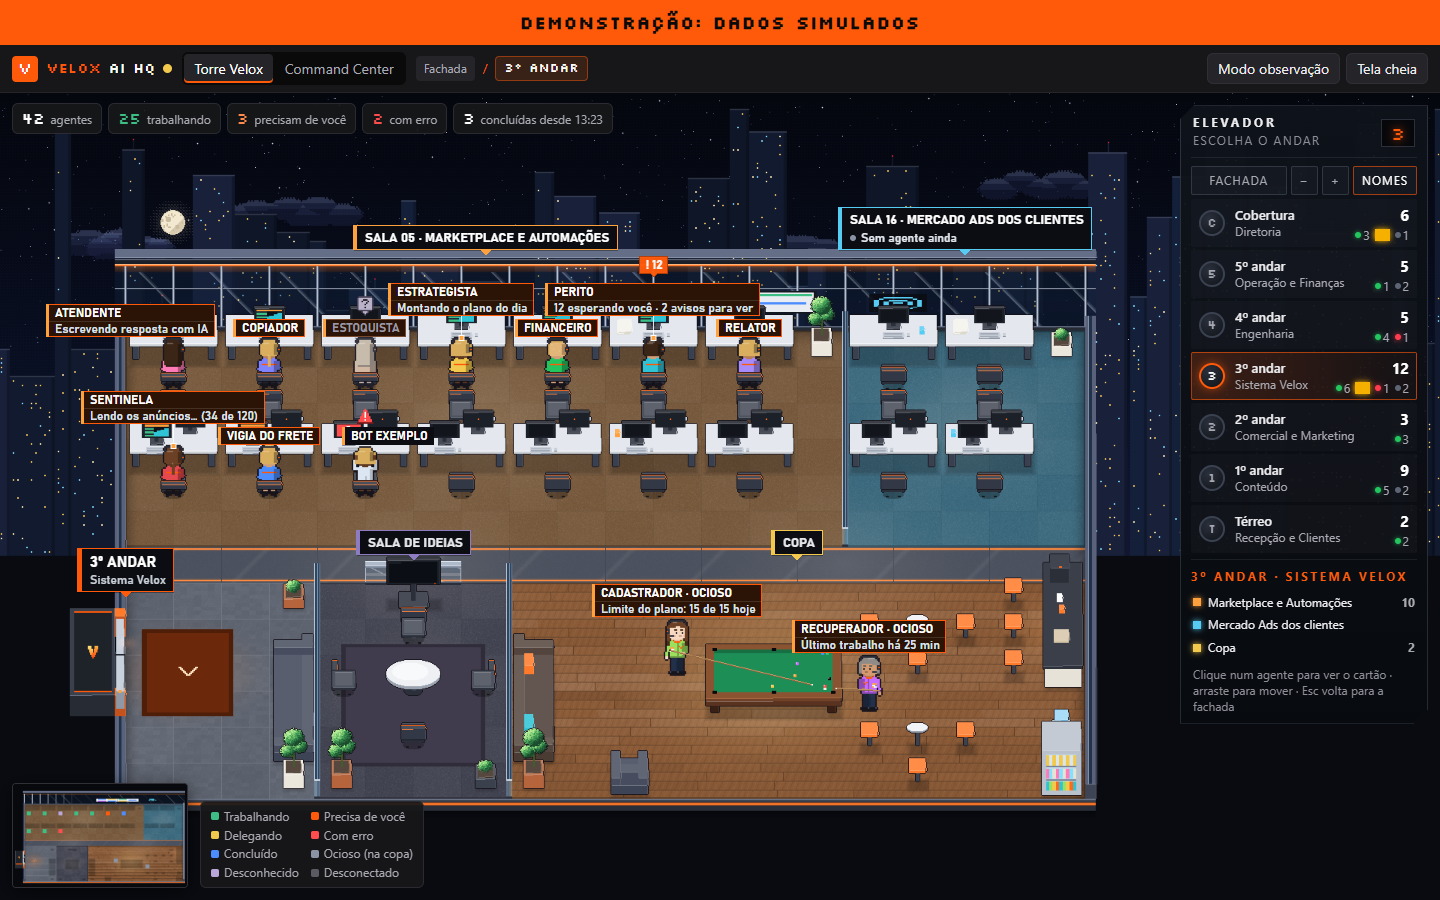 DEMONSTRAÇÃO: DADOS SIMULADOS
V VELOX AI HQ Torre Velox Command Center Fachada / 3º ANDAR Modo observação Tela cheia
42 agentes 25 trabalhando 3 precisam de você 2 com erro 3 concluídas desde 13:23
SALA 05 · MARKETPLACE E AUTOMAÇÕES
SALA 16 · MERCADO ADS DOS CLIENTES
Sem agente ainda
! 12
ATENDENTE
Escrevendo resposta com IA
COPIADOR
?
ESTOQUISTA
ESTRATEGISTA
Montando o plano do dia
PERITO
12 esperando você · 2 avisos para ver
FINANCEIRO
RELATOR
SENTINELA
Lendo os anúncios... (34 de 120)
VIGIA DO FRETE
BOT EXEMPLO
3º ANDAR
Sistema Velox
SALA DE IDEIAS
COPA
CADASTRADOR · OCIOSO
Limite do plano: 15 de 15 hoje
RECUPERADOR · OCIOSO
Último trabalho há 25 min
V
Trabalhando Precisa de você
Delegando Com erro
Concluído Ocioso (na copa)
Desconhecido Desconectado
ELEVADOR
ESCOLHA O ANDAR
3
FACHADA − + NOMES
C Cobertura 6
Diretoria 3 1
5 5º andar 5
Operação e Finanças 1 2
4 4º andar 5
Engenharia 4 1
3 3º andar 12
Sistema Velox 6 1 2
2 2º andar 3
Comercial e Marketing 3
1 1º andar 9
Conteúdo 5 2
T Térreo 2
Recepção e Clientes 2
3º ANDAR · SISTEMA VELOX
Marketplace e Automações 10
Mercado Ads dos clientes
Copa 2
Clique num agente para ver o cartão ·
arraste para mover · Esc volta para a
fachada